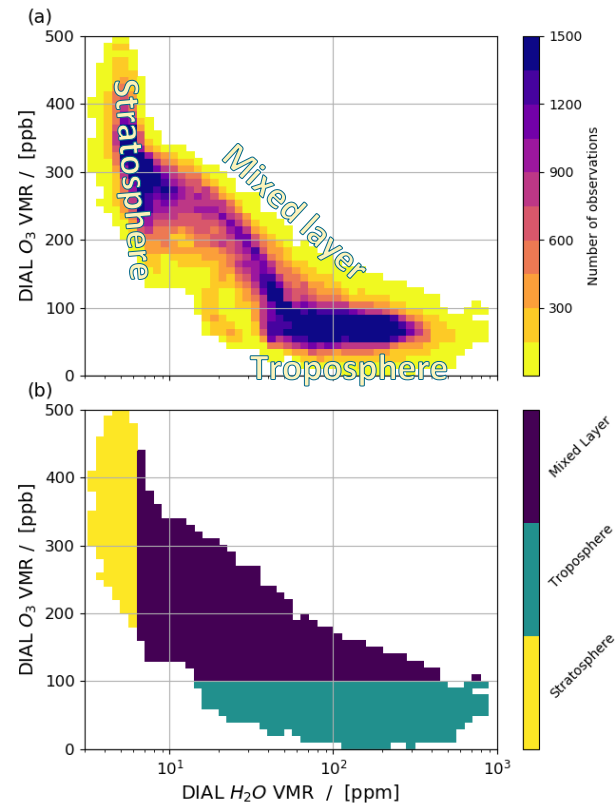 (a)
500
400
300
200
100
0
DIAL O3 VMR / [ppb]
Stratosphere
Mixed layer
Troposphere
1500
1200
900
600
300
Number of observations
(b)
500
400
300
200
100
0
DIAL O3 VMR / [ppb]
10^1
10^2
10^3
DIAL H2O VMR / [ppm]
Mixed Layer
Troposphere
Stratosphere